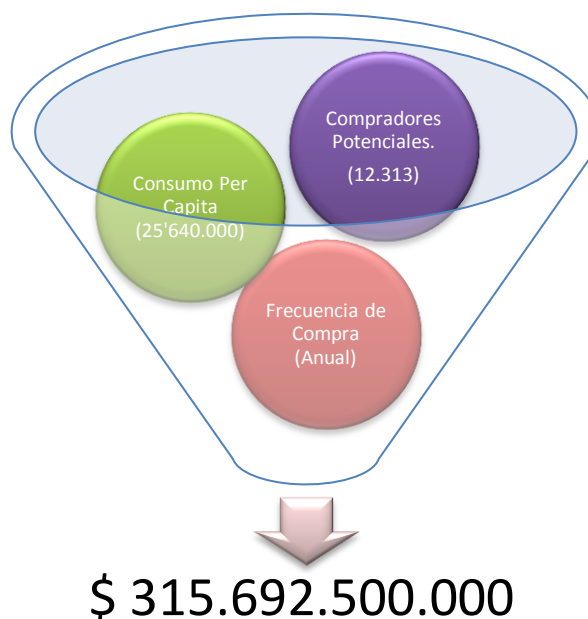 Compradores
Potenciales.
(12.313)
Consumo Per
Capita
(25'640.000)
Frecuencia de
Compra
(Anual)
$ 315.692.500.000